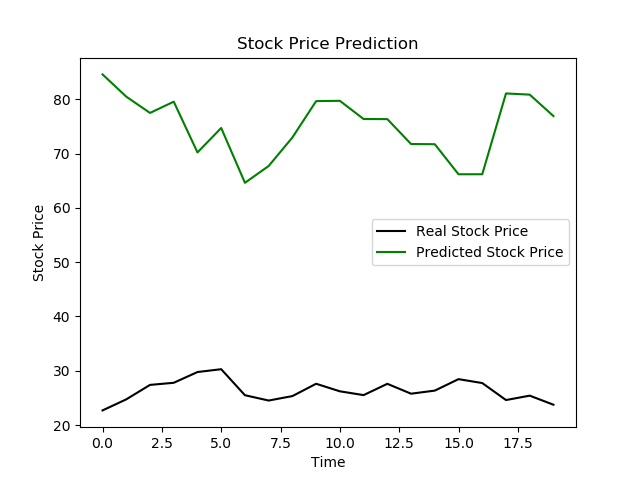 Stock Price Prediction
80
70
60
50
40
30
20
Stock Price
Real Stock Price
Predicted Stock Price
0.0 2.5 5.0 7.5 10.0 12.5 15.0 17.5
Time